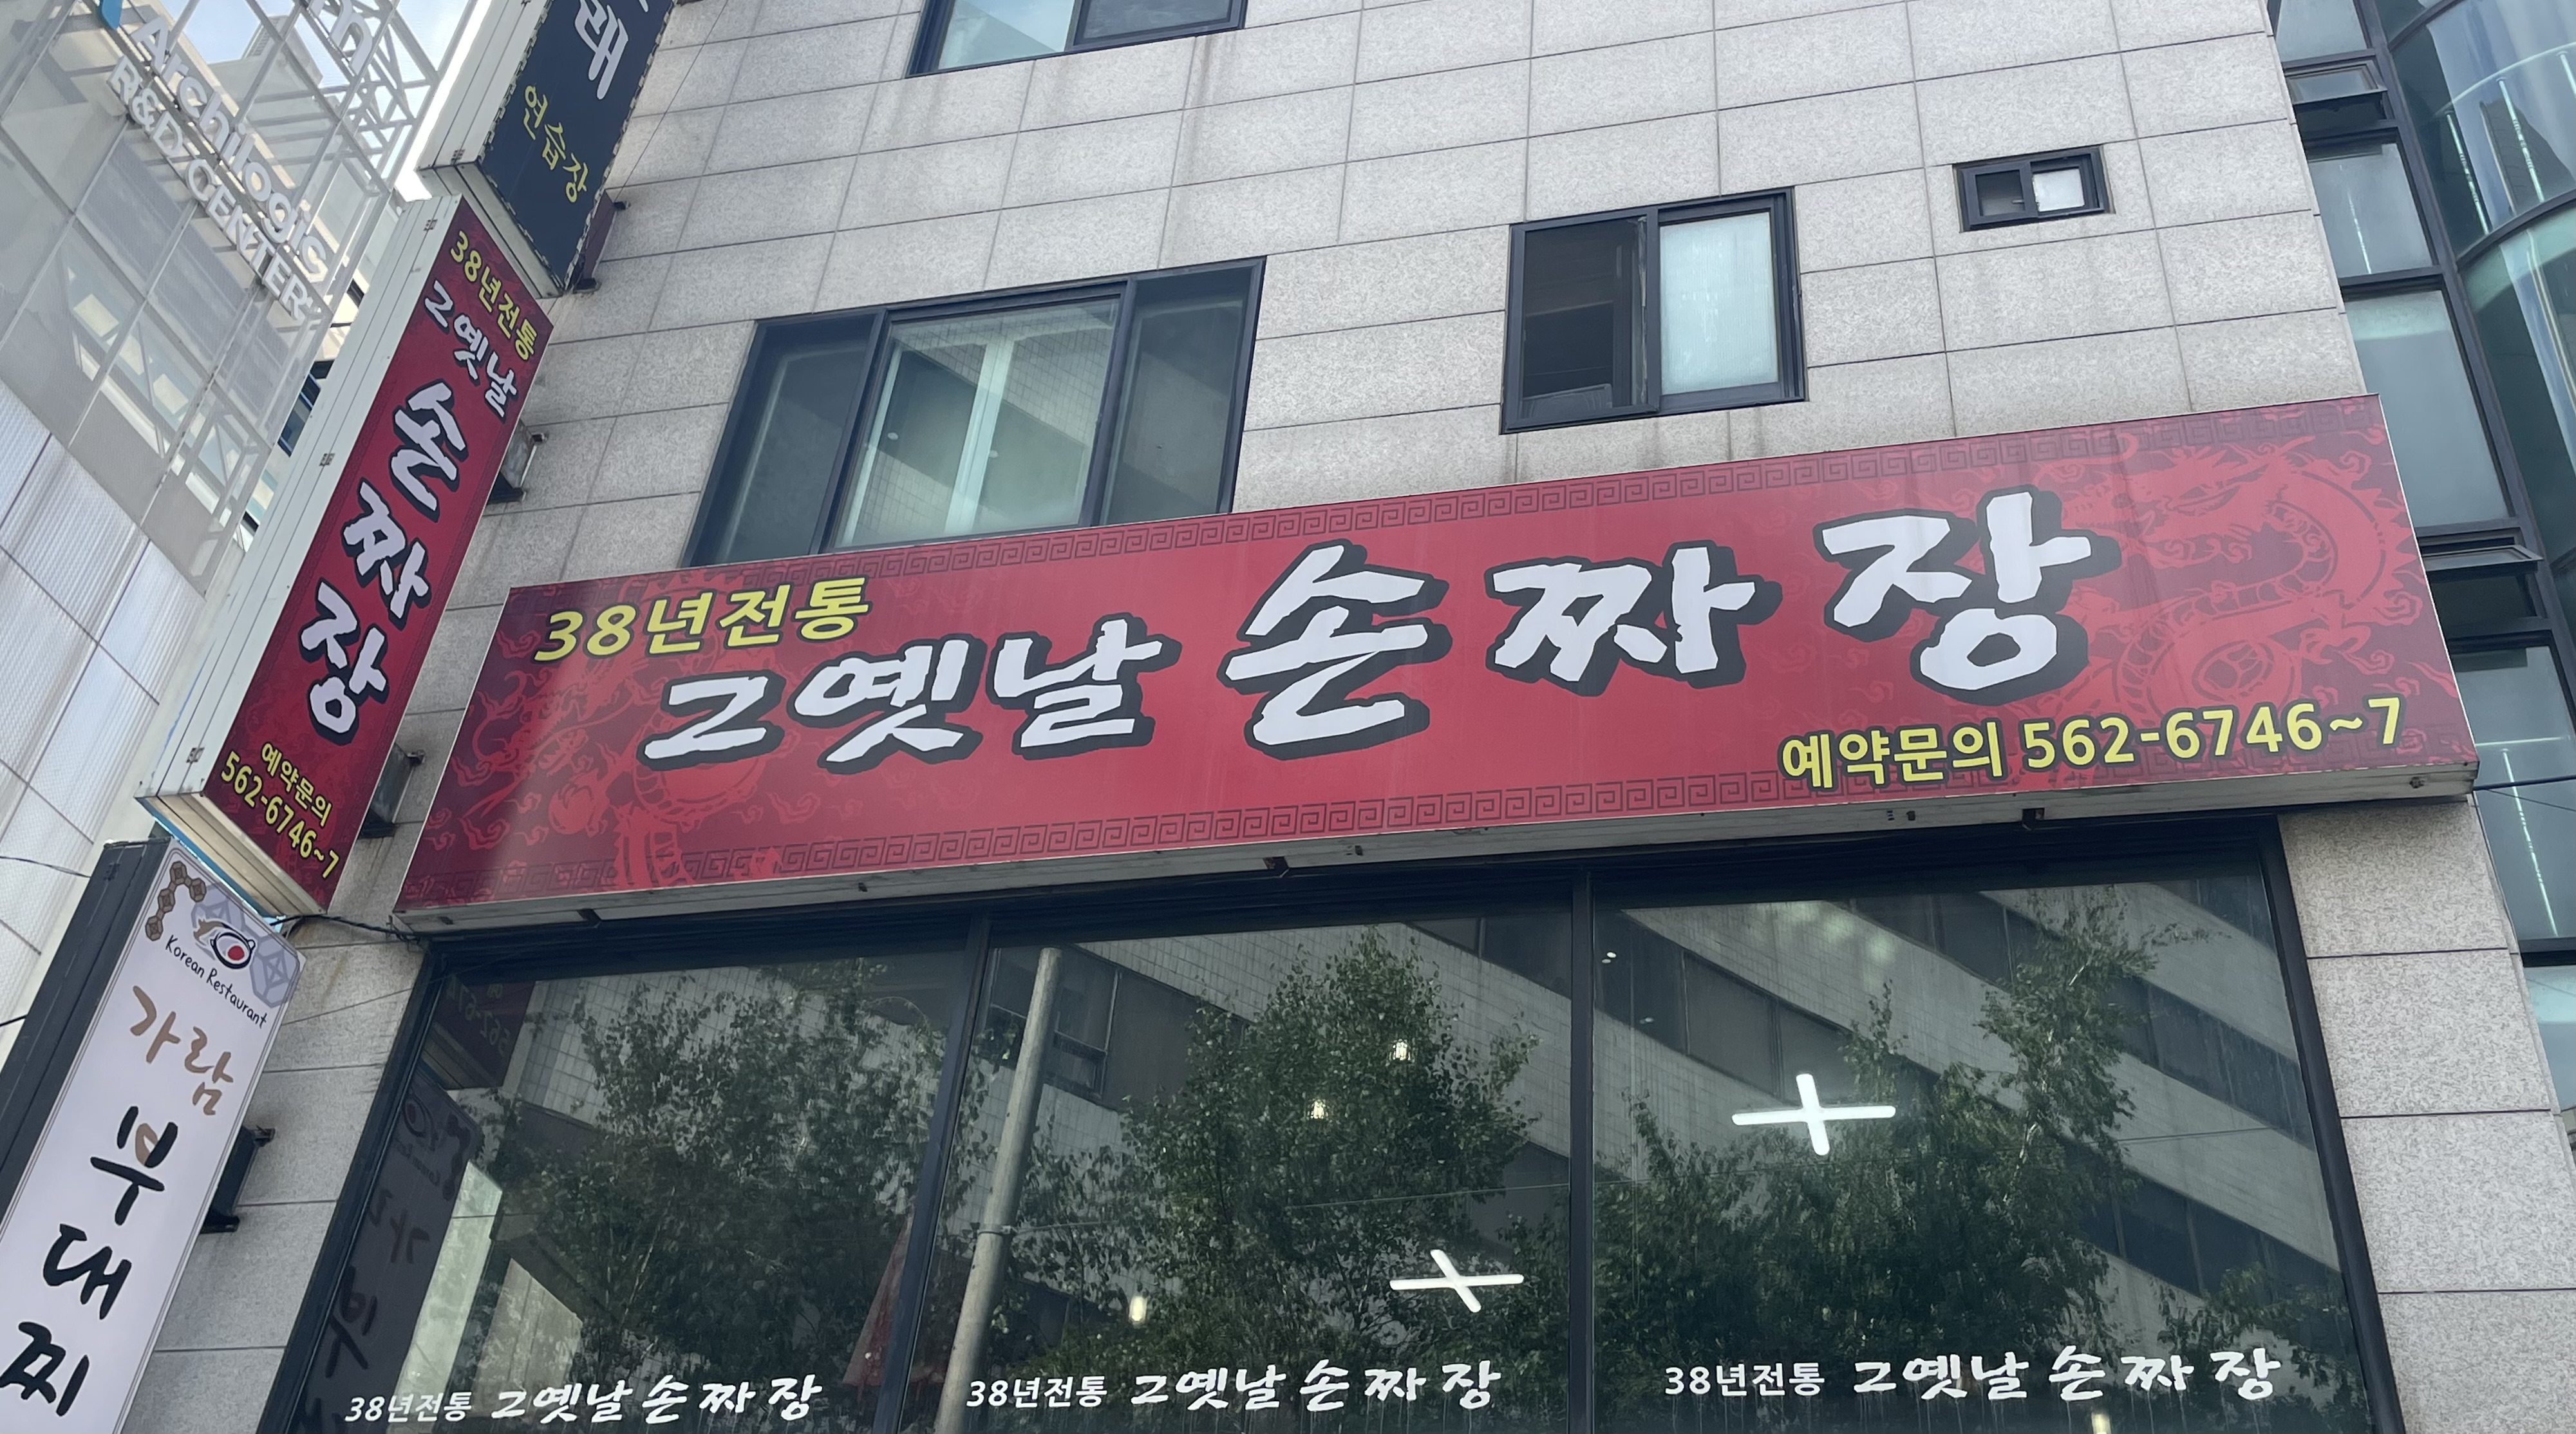 Archilogic
R&D CENTER
래
연습장
38년전통
그옛날
손짜장
예약문의
562-6746~7
38년전통
그옛날 손짜장
예약문의 562-6746~7
Korean Restaurant
가람
부대찌
38년전통 그옛날 손짜장
38년전통 그옛날 손짜장
38년전통 그옛날 손짜장